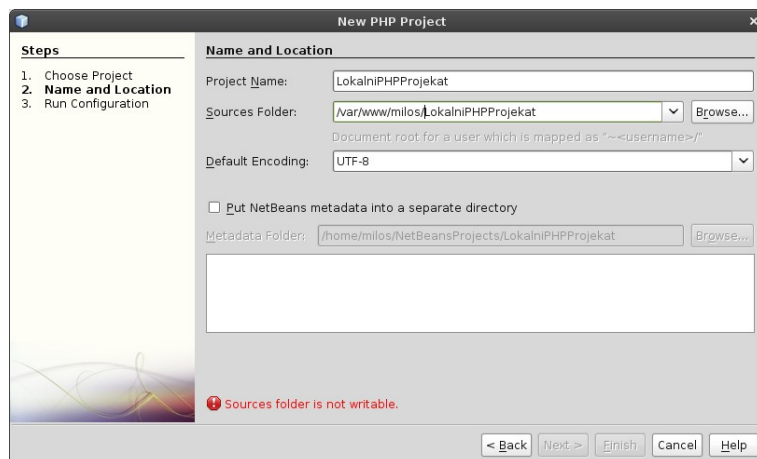 New PHP Project
Steps
1. Choose Project
2. Name and Location
3. Run Configuration
Name and Location
Project Name: LokalniPHPProjekat
Sources Folder: /var/www/milos/LokalniPHPProjekat Browse...
Document root for a user which is mapped as "~<username>/"
Default Encoding: UTF-8
Put NetBeans metadata into a separate directory
Metadata Folder: /home/milos/NetBeansProjects/LokalniPHPProjekat Browse...
Sources folder is not writable.
< Back Next > Finish Cancel Help